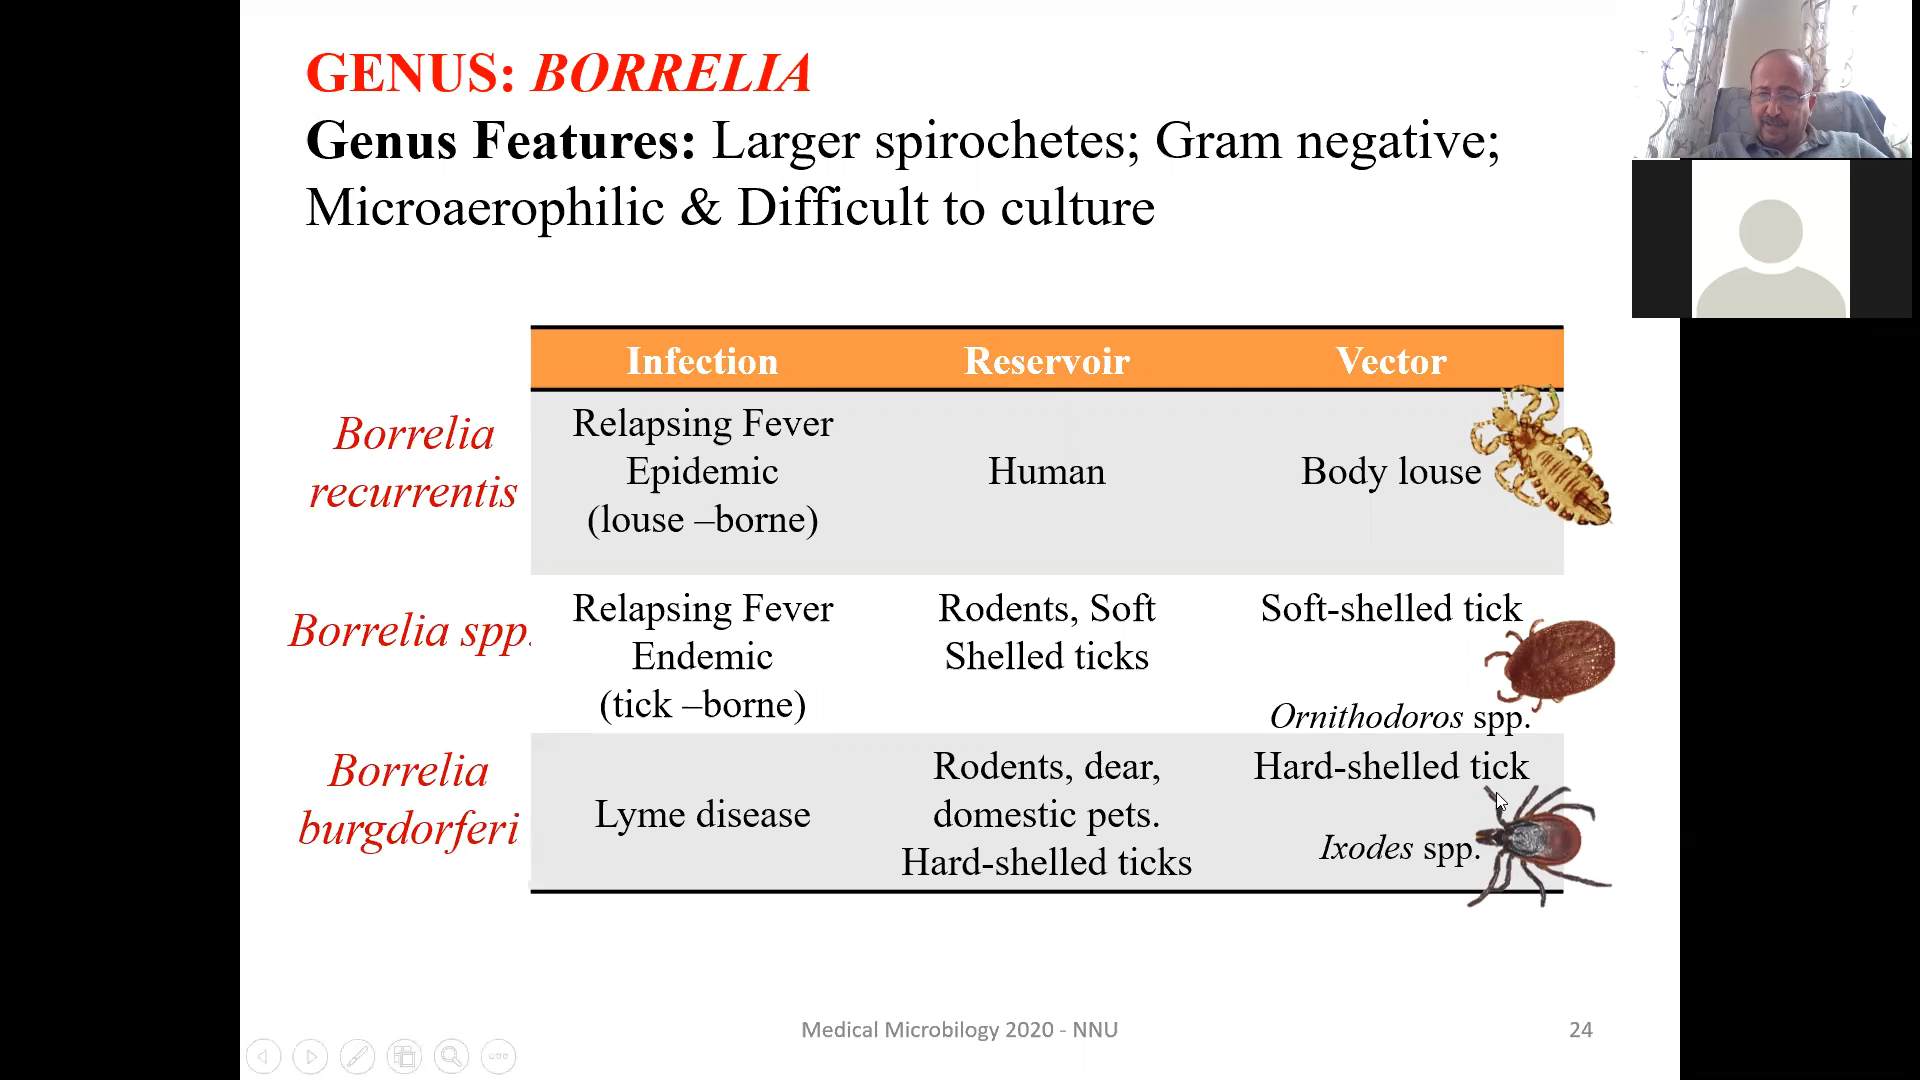 GENUS: BORRELIA
Genus Features: Larger spirochetes; Gram negative;
Microaerophilic & Difficult to culture
Infection Reservoir Vector
Borrelia
recurrentis
Relapsing Fever
Epidemic
(louse –borne)
Human
Body louse
Borrelia spp.
Relapsing Fever
Endemic
(tick –borne)
Rodents, Soft
Shelled ticks
Soft-shelled tick
Ornithodoros spp.
Borrelia
burgdorferi
Lyme disease
Rodents, dear,
domestic pets.
Hard-shelled ticks
Hard-shelled tick
Ixodes spp.
Medical Microbilogy 2020 - NNU
24